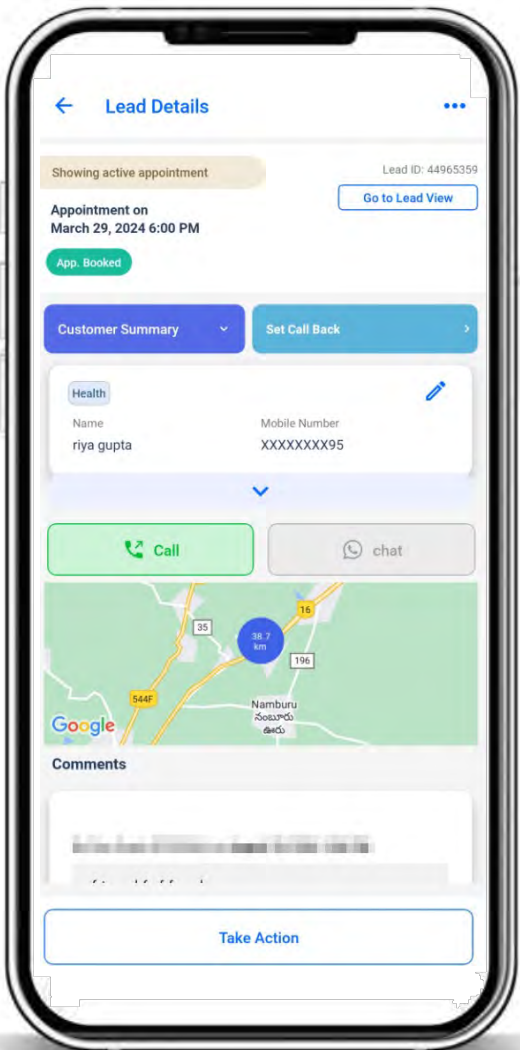 Lead Details
Showing active appointment
Lead ID: 44965359
Go to Lead View
Appointment on
March 29, 2024 6:00 PM
App. Booked
Customer Summary
Set Call Back
Health
Name
Mobile Number
riya gupta
XXXXXXXX95
Call
chat
16
35
38.7
km
196
544F
Namburu
నంబూరు
ఊరు
Google
Comments
Take Action